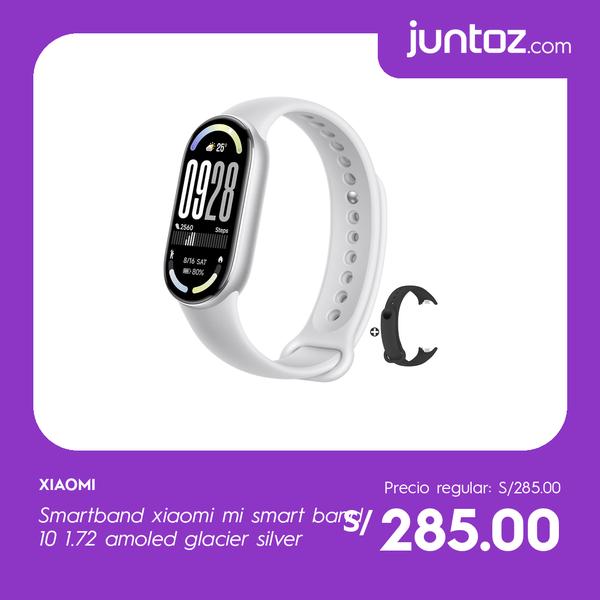 juntoz.com
25°
0928
2560 Steps
8/16 SAT
80%
XIAOMI
Smartband xiaomi mi smart band
10 1.72 amoled glacier silver
Precio regular: S/285.00
S/ 285.00